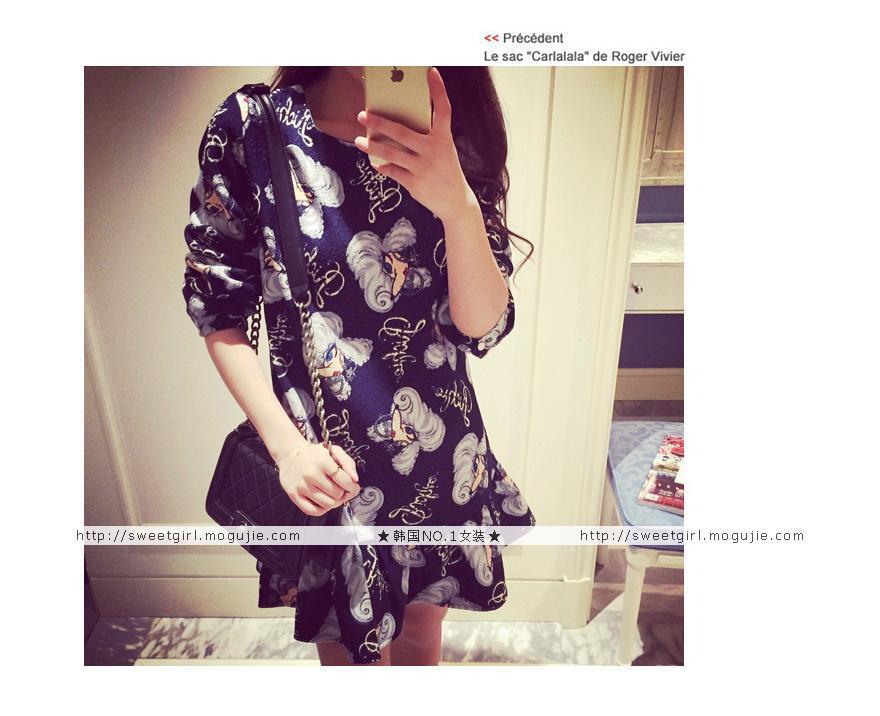 << Précédent
Le sac "Carlalala" de Roger Vivier
http://sweetgirl.mogujie.com ★韩国NO.1女装★ http://sweetgirl.mogujie.com